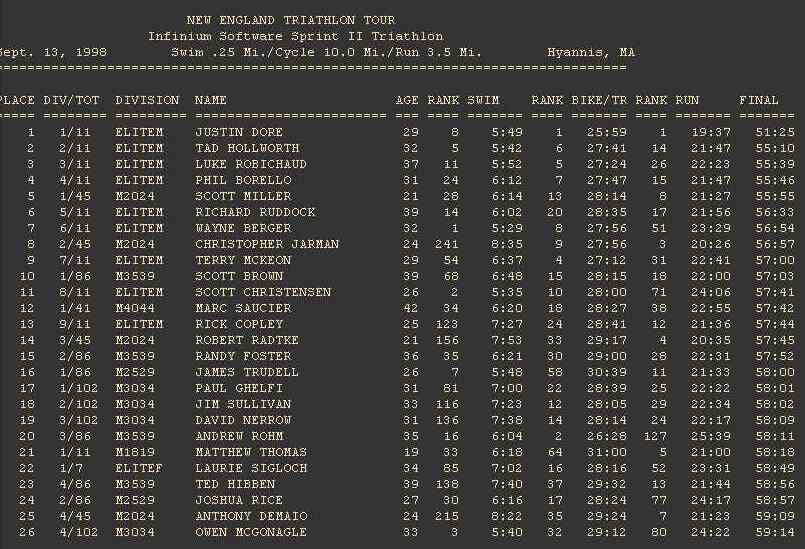 NEW ENGLAND TRIATHLON TOUR
Infinium Software Sprint II Triathlon
Sept. 13, 1998 Swim .25 Mi./Cycle 10.0 Mi./Run 3.5 Mi. Hyannis, MA
==============================================================================
PLACE DIV/TOT DIVISION NAME AGE RANK SWIM RANK BIKE/TR RANK RUN FINAL
===== ======= ========= ======================== === ==== ======= ==== ======= ==== ======= =======
1 1/11 ELITEM JUSTIN DORE 29 8 5:49 1 25:59 1 19:37 51:25
2 2/11 ELITEM TAD HOLLWORTH 32 5 5:42 6 27:41 14 21:47 55:10
3 3/11 ELITEM LUKE ROBICHAUD 37 11 5:52 5 27:24 26 22:23 55:39
4 4/11 ELITEM PHIL BORELLO 31 24 6:12 7 27:47 15 21:47 55:46
5 1/45 M2024 SCOTT MILLER 21 28 6:14 13 28:14 8 21:27 55:55
6 5/11 ELITEM RICHARD RUDDOCK 39 14 6:02 20 28:35 17 21:56 56:33
7 6/11 ELITEM WAYNE BERGER 32 1 5:29 8 27:56 51 23:29 56:54
8 2/45 M2024 CHRISTOPHER JARMAN 24 241 8:35 9 27:56 3 20:26 56:57
9 7/11 ELITEM TERRY MCKEON 29 54 6:37 4 27:12 31 22:41 57:00
10 1/86 M3539 SCOTT BROWN 39 68 6:48 15 28:15 18 22:00 57:03
11 8/11 ELITEM SCOTT CHRISTENSEN 26 2 5:35 10 28:00 71 24:06 57:41
12 1/41 M4044 MARC SAUCIER 42 34 6:20 18 28:27 38 22:55 57:42
13 9/11 ELITEM RICK COPLEY 25 123 7:27 24 28:41 12 21:36 57:44
14 3/45 M2024 ROBERT RADTKE 21 156 7:53 33 29:17 4 20:35 57:45
15 2/86 M3539 RANDY FOSTER 36 35 6:21 30 29:00 28 22:31 57:52
16 1/86 M2529 JAMES TRUDELL 26 7 5:48 58 30:39 11 21:33 58:00
17 1/102 M3034 PAUL GHELFI 31 81 7:00 22 28:39 25 22:22 58:01
18 2/102 M3034 JIM SULLIVAN 33 116 7:23 12 28:05 29 22:34 58:02
19 3/102 M3034 DAVID NERROW 31 136 7:38 14 28:14 24 22:17 58:09
20 3/86 M3539 ANDREW ROHM 35 16 6:04 2 26:28 127 25:39 58:11
21 1/11 M1819 MATTHEW THOMAS 19 33 6:18 64 31:00 5 21:00 58:18
22 1/7 ELITEF LAURIE SIGLOCH 34 85 7:02 16 28:16 52 23:31 58:49
23 4/86 M3539 TED HIBBEN 39 138 7:40 37 29:32 13 21:44 58:56
24 2/86 M2529 JOSHUA RICE 27 30 6:16 17 28:24 77 24:17 58:57
25 4/45 M2024 ANTHONY DEMAIO 24 215 8:22 35 29:24 7 21:23 59:09
26 4/102 M3034 OWEN MCGONAGLE 33 3 5:40 32 29:12 80 24:22 59:14